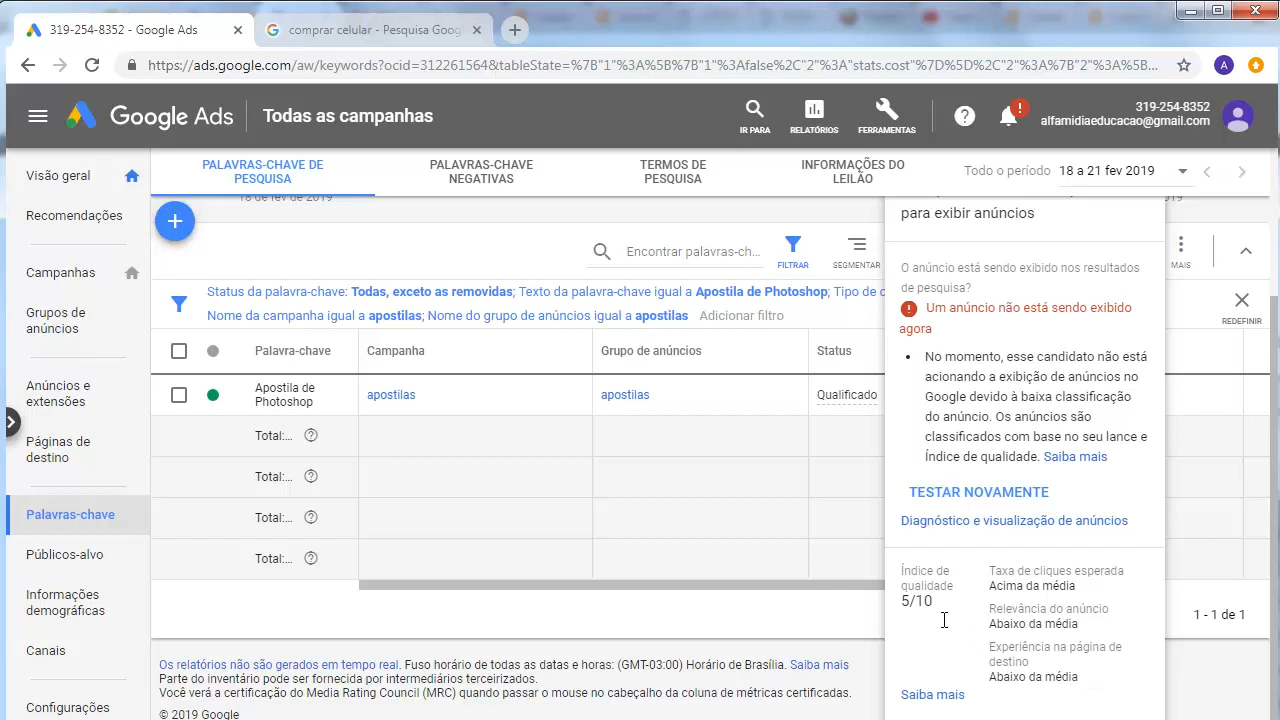 319-254-8352 - Google Ads
comprar celular - Pesquisa Goog
https://ads.google.com/aw/keywords?ocid=312261564&tableState=%7B"1"%3A%5B%7B"1"%3Afalse%2C"2"%3A"stats.cost"%7D%5D%2C"2"%3A%7B"2"%3A%5B...
A
Google Ads
Todas as campanhas
IR PARA
RELATÓRIOS
FERRAMENTAS
319-254-8352
alfamidiaeducacao@gmail.com
Visão geral
Recomendações
Campanhas
Grupos de
anúncios
Anúncios e
extensões
Páginas de
destino
Palavras-chave
Públicos-alvo
Informações
demográficas
Canais
Configurações
PALAVRAS-CHAVE DE
PESQUISA
PALAVRAS-CHAVE
NEGATIVAS
TERMOS DE
PESQUISA
INFORMAÇÕES DO
LEILÃO
Todo o período
18 a 21 fev 2019
18 de fev de 2019
Encontrar palavras-ch...
FILTRAR
SEGMENTAR
MAIS
Status da palavra-chave: Todas, exceto as removidas; Texto da palavra-chave igual a Apostila de Photoshop; Tipo de c
Nome da campanha igual a apostilas; Nome do grupo de anúncios igual a apostilas Adicionar filtro
REDEFINIR
Palavra-chave
Campanha
Grupo de anúncios
Status
Apostila de
Photoshop
apostilas
apostilas
Qualificado
Total:...
Total:...
Total:...
Total:...
1 - 1 de 1
para exibir anúncios
O anúncio está sendo exibido nos resultados
de pesquisa?
Um anúncio não está sendo exibido
agora
• No momento, esse candidato não está
acionando a exibição de anúncios no
Google devido à baixa classificação
do anúncio. Os anúncios são
classificados com base no seu lance e
Índice de qualidade. Saiba mais
TESTAR NOVAMENTE
Diagnóstico e visualização de anúncios
Índice de
qualidade
5/10
Taxa de cliques esperada
Acima da média
Relevância do anúncio
Abaixo da média
Experiência na página de
destino
Abaixo da média
Saiba mais
Os relatórios não são gerados em tempo real. Fuso horário de todas as datas e horas: (GMT-03:00) Horário de Brasília. Saiba mais
Parte do inventário pode ser fornecida por intermediários terceirizados.
Você verá a certificação do Media Rating Council (MRC) quando passar o mouse no cabeçalho da coluna de métricas certificadas.
© 2019 Google